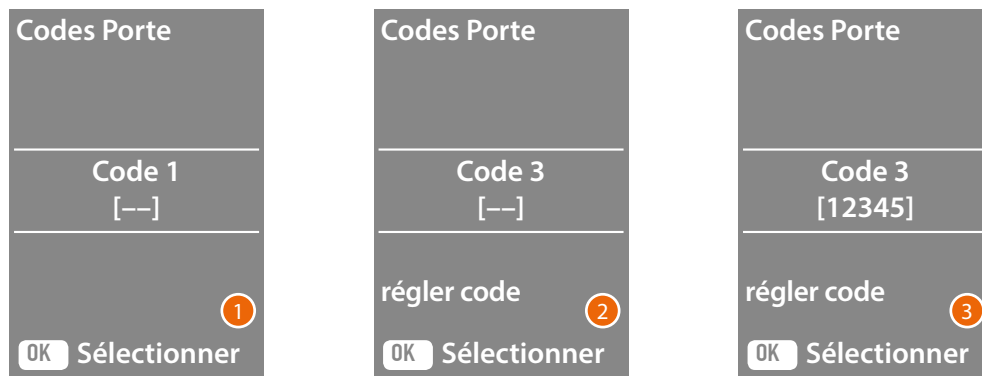 Codes Porte
Code 1
[––]
1
OK Sélectionner
Codes Porte
Code 3
[––]
régler code
2
OK Sélectionner
Codes Porte
Code 3
[12345]
régler code
3
OK Sélectionner